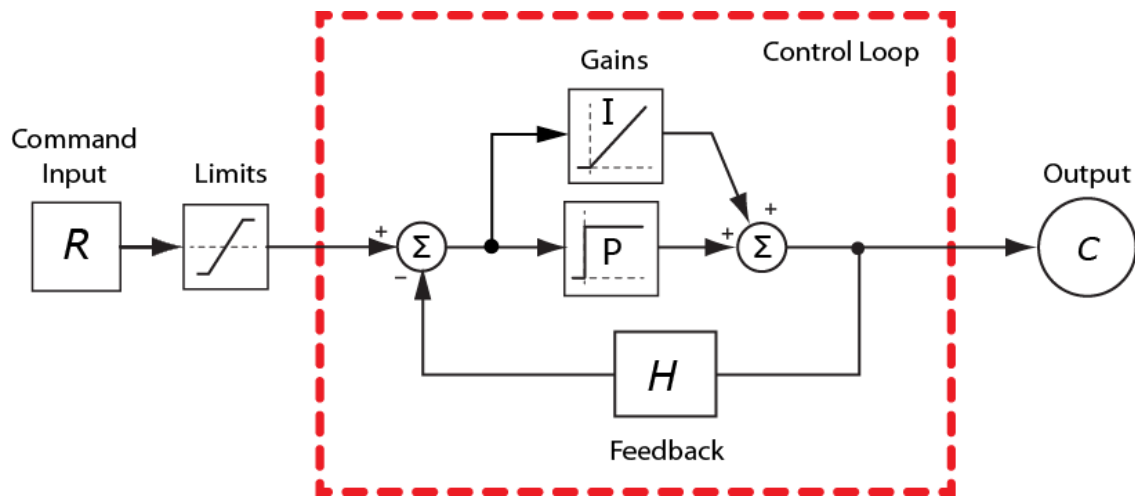 Control Loop
Gains
I
Command
Input
Limits
Output
R
+
Σ
−
P
+
+
Σ
C
H
Feedback